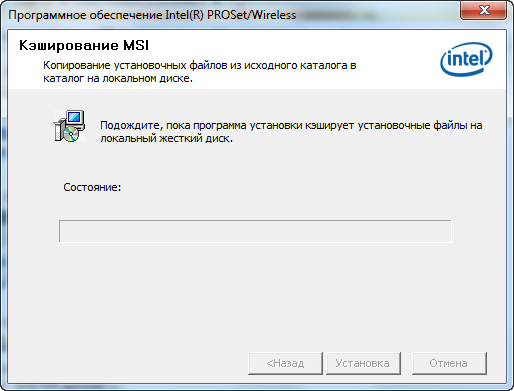 Программное обеспечение Intel(R) PROSet/Wireless
Кэширование MSI
Копирование установочных файлов из исходного каталога в
каталог на локальном диске.
intel
Подождите, пока программа установки кэширует установочные файлы на
локальный жесткий диск.
Состояние:
<Назад
Установка
Отмена